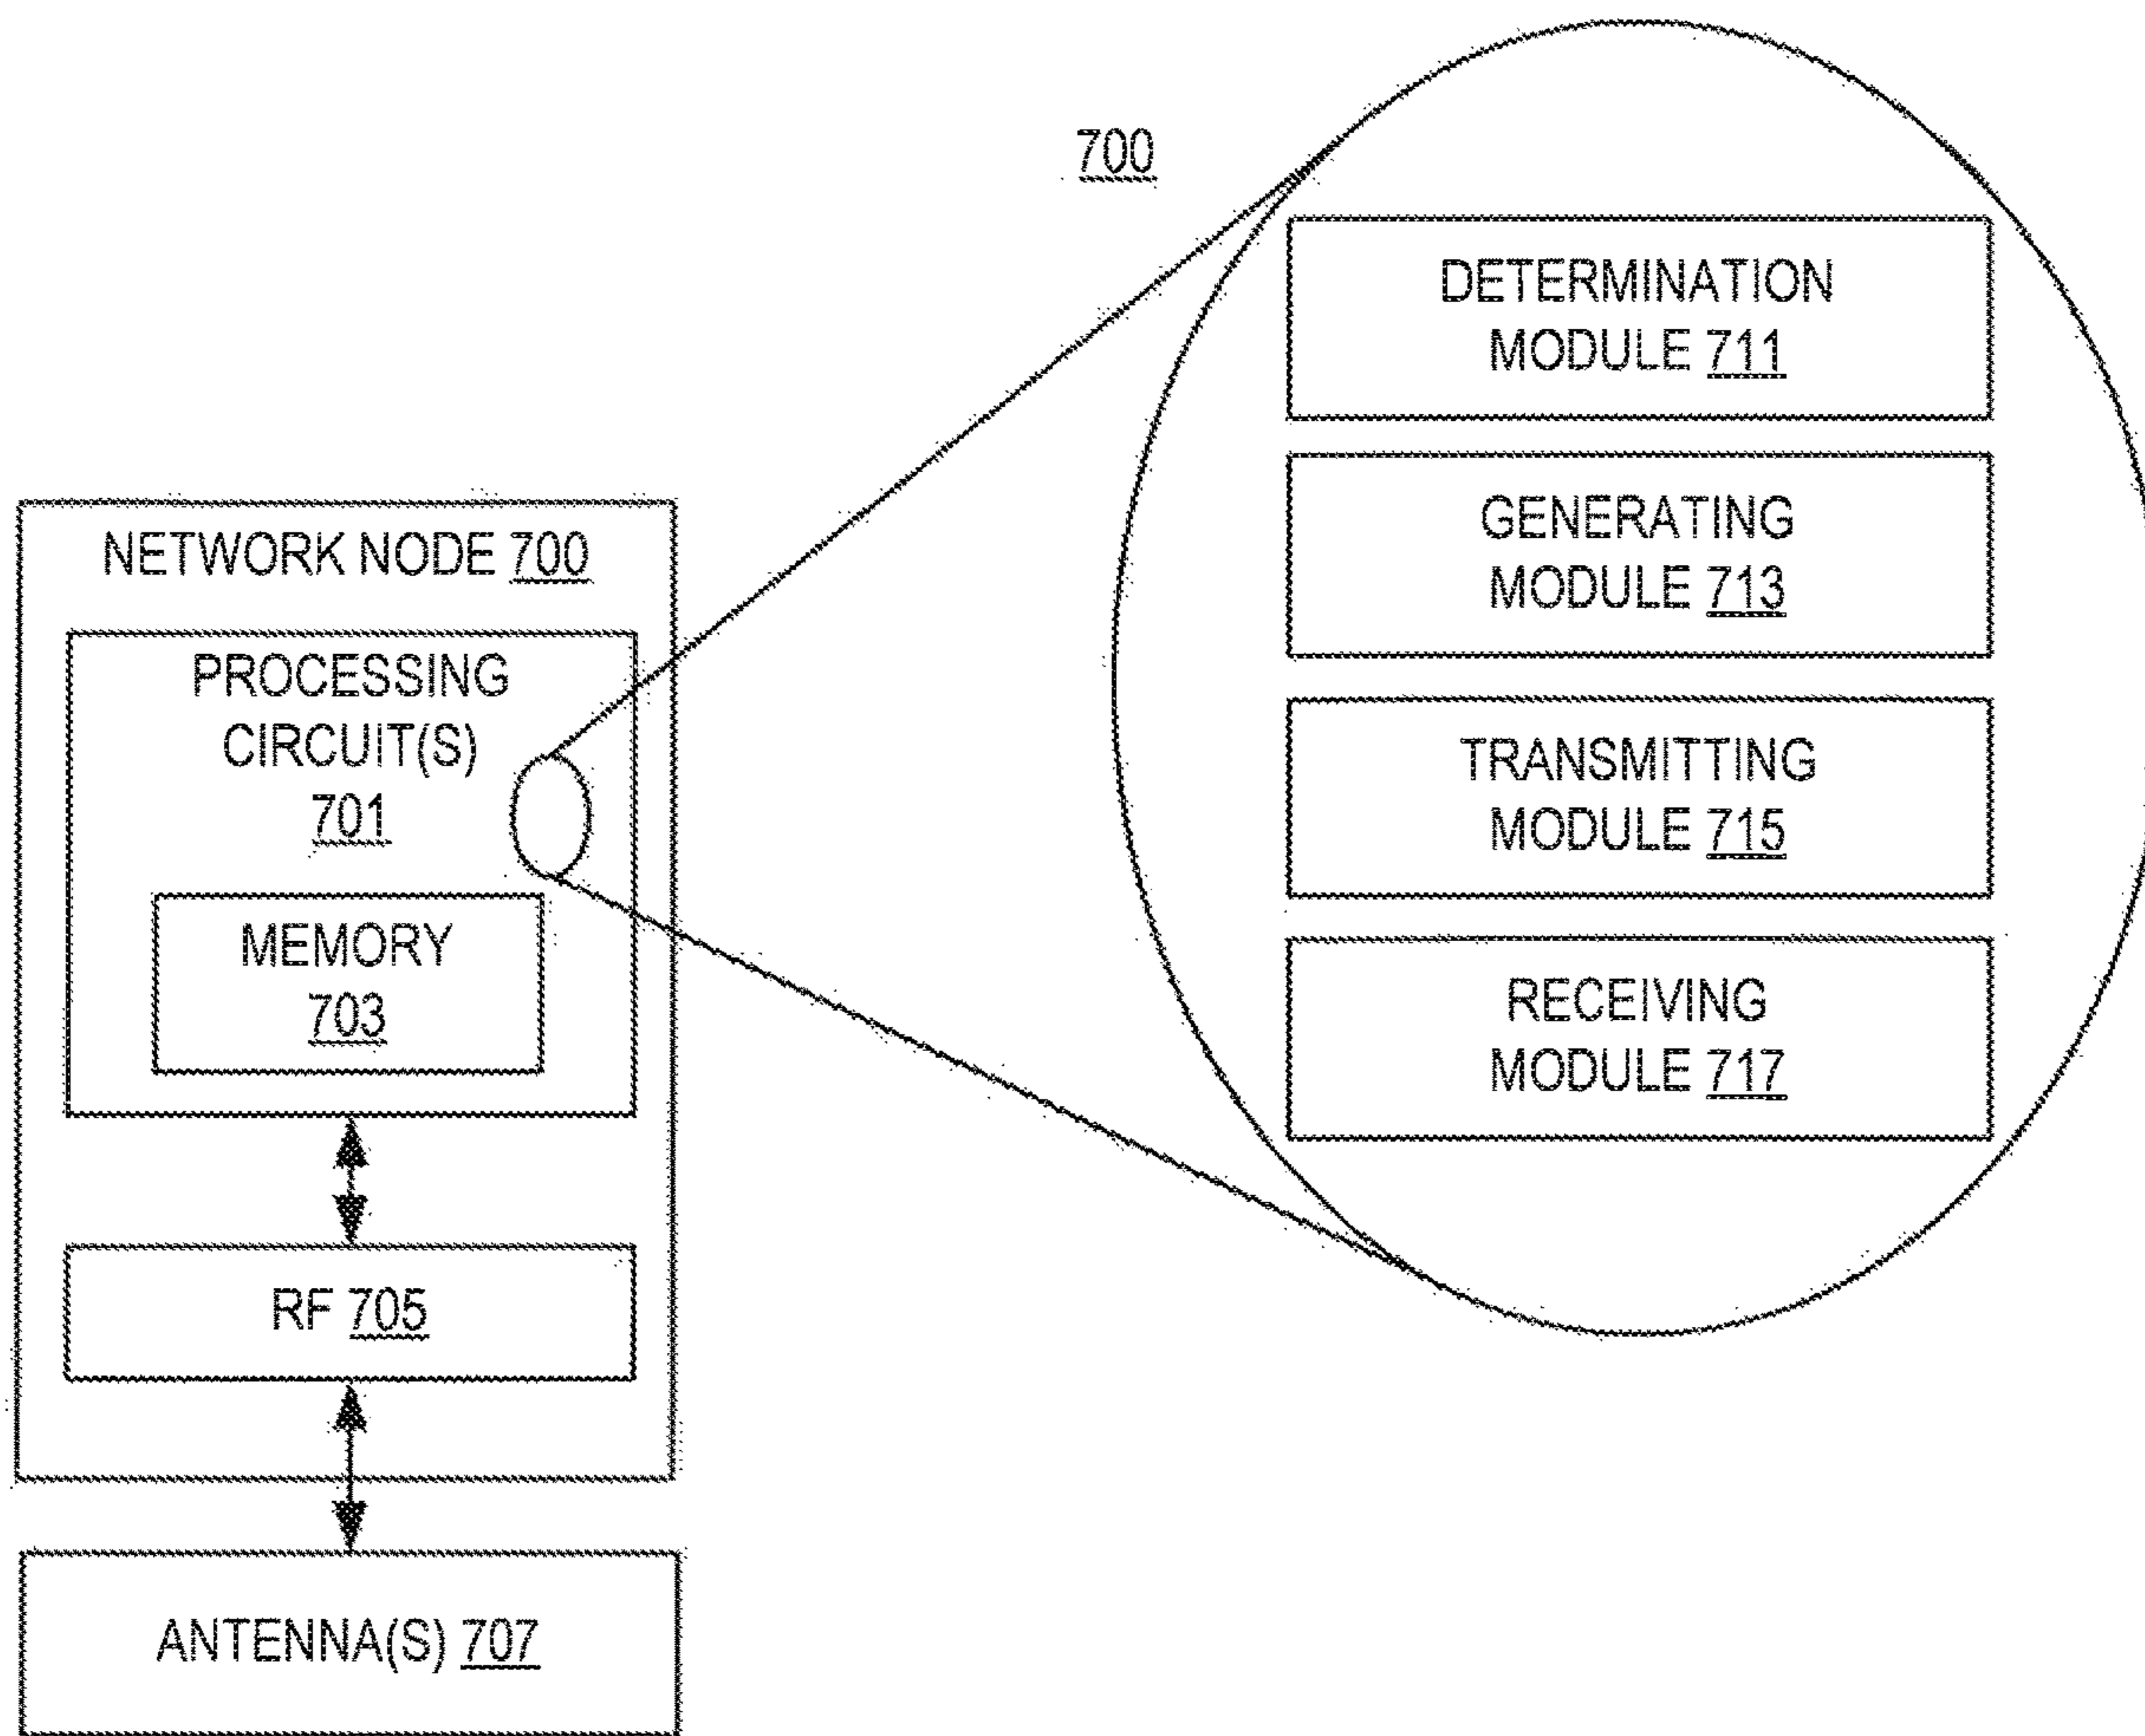 700
DETERMINATION
MODULE 711
GENERATING
MODULE 713
TRANSMITTING
MODULE 715
RECEIVING
MODULE 717
NETWORK NODE 700
PROCESSING
CIRCUIT(S)
701
MEMORY
703
RF 705
ANTENNA(S) 707